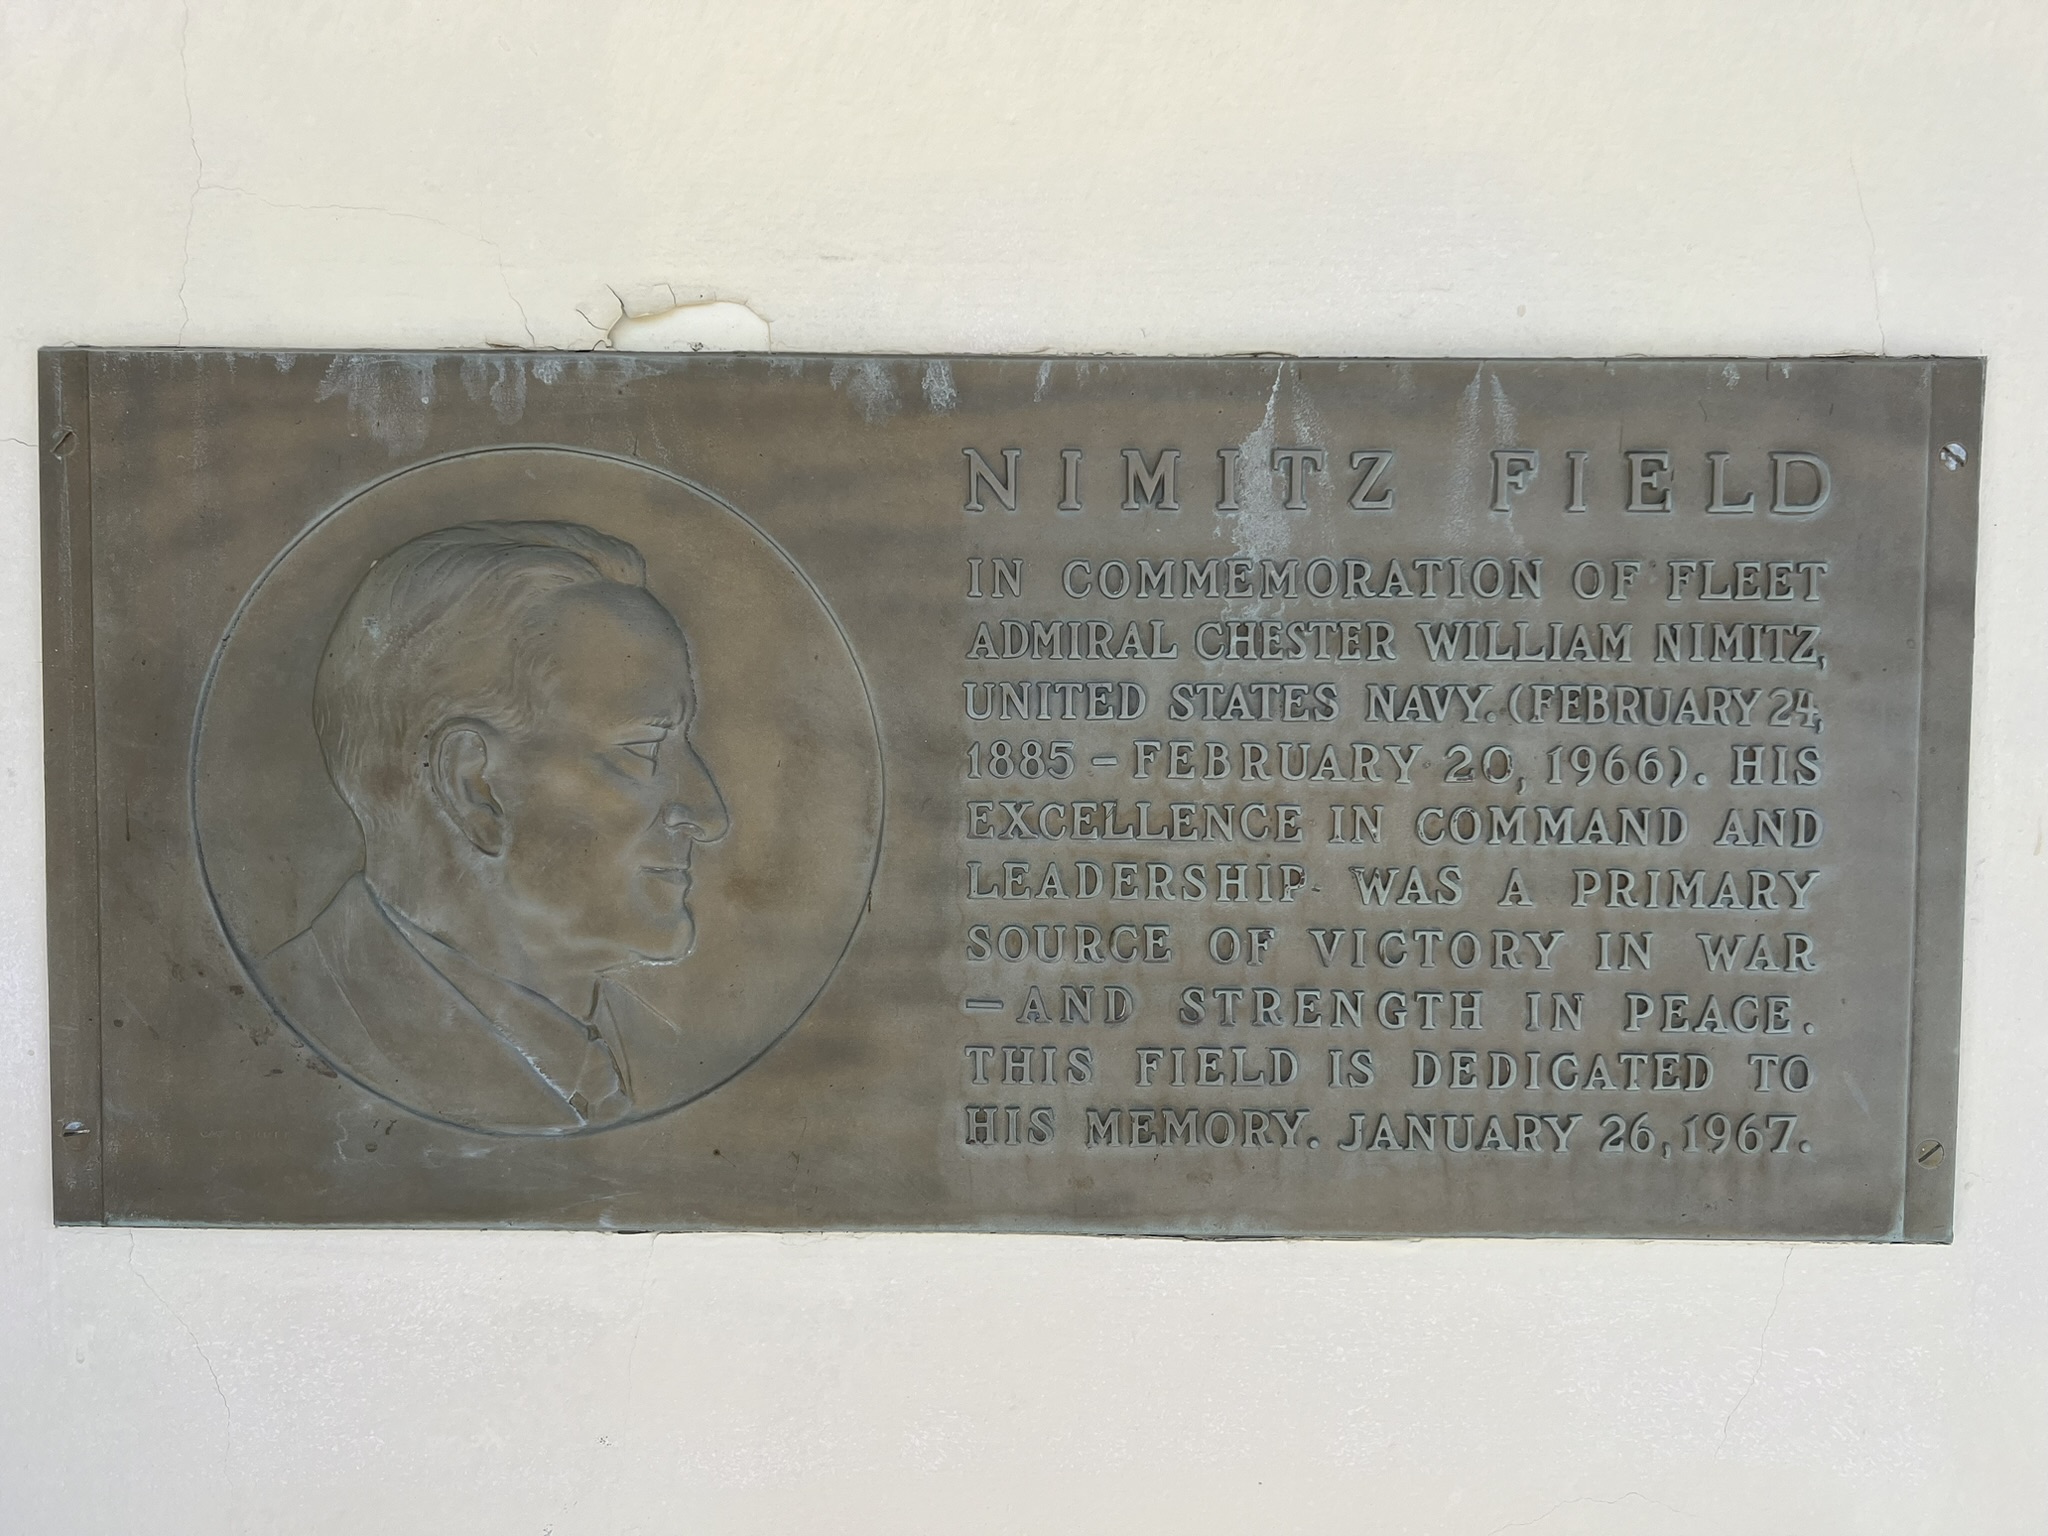 NIMITZ FIELD
IN COMMEMORATION OF FLEET
ADMIRAL CHESTER WILLIAM NIMITZ,
UNITED STATES NAVY. (FEBRUARY 24,
1885 – FEBRUARY 20, 1966). HIS
EXCELLENCE IN COMMAND AND
LEADERSHIP WAS A PRIMARY
SOURCE OF VICTORY IN WAR
– AND STRENGTH IN PEACE.
THIS FIELD IS DEDICATED TO
HIS MEMORY. JANUARY 26, 1967.